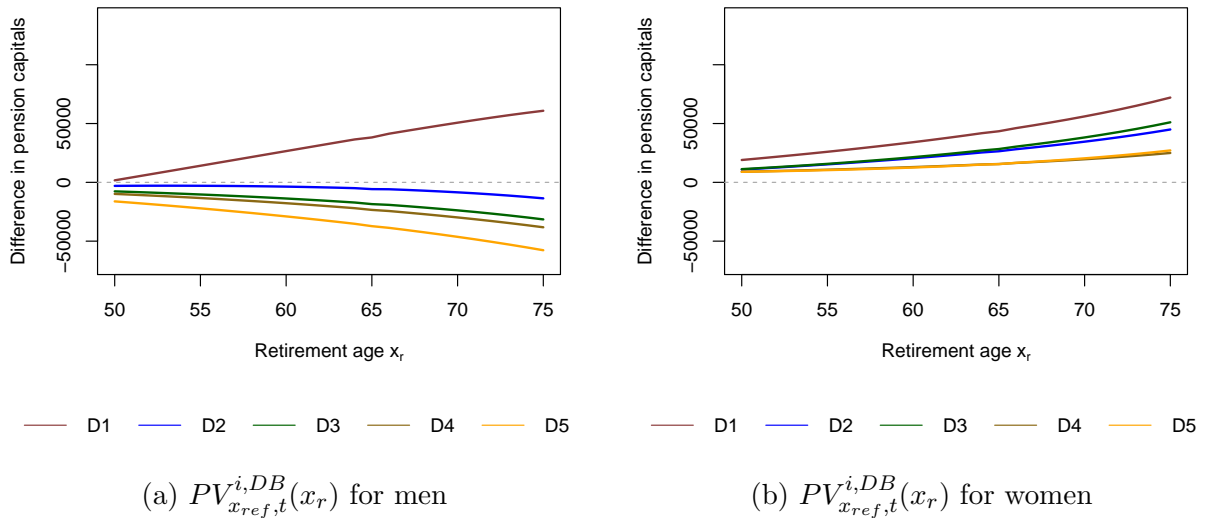 Difference in pension capitals
50000
0
−50000
50 55 60 65 70 75
Retirement age xᵣ
D1 D2 D3 D4 D5
(a) $PV^{i,DB}_{x_{ref},t}(x_r)$ for men
Difference in pension capitals
50000
0
−50000
50 55 60 65 70 75
Retirement age xᵣ
D1 D2 D3 D4 D5
(b) $PV^{i,DB}_{x_{ref},t}(x_r)$ for women